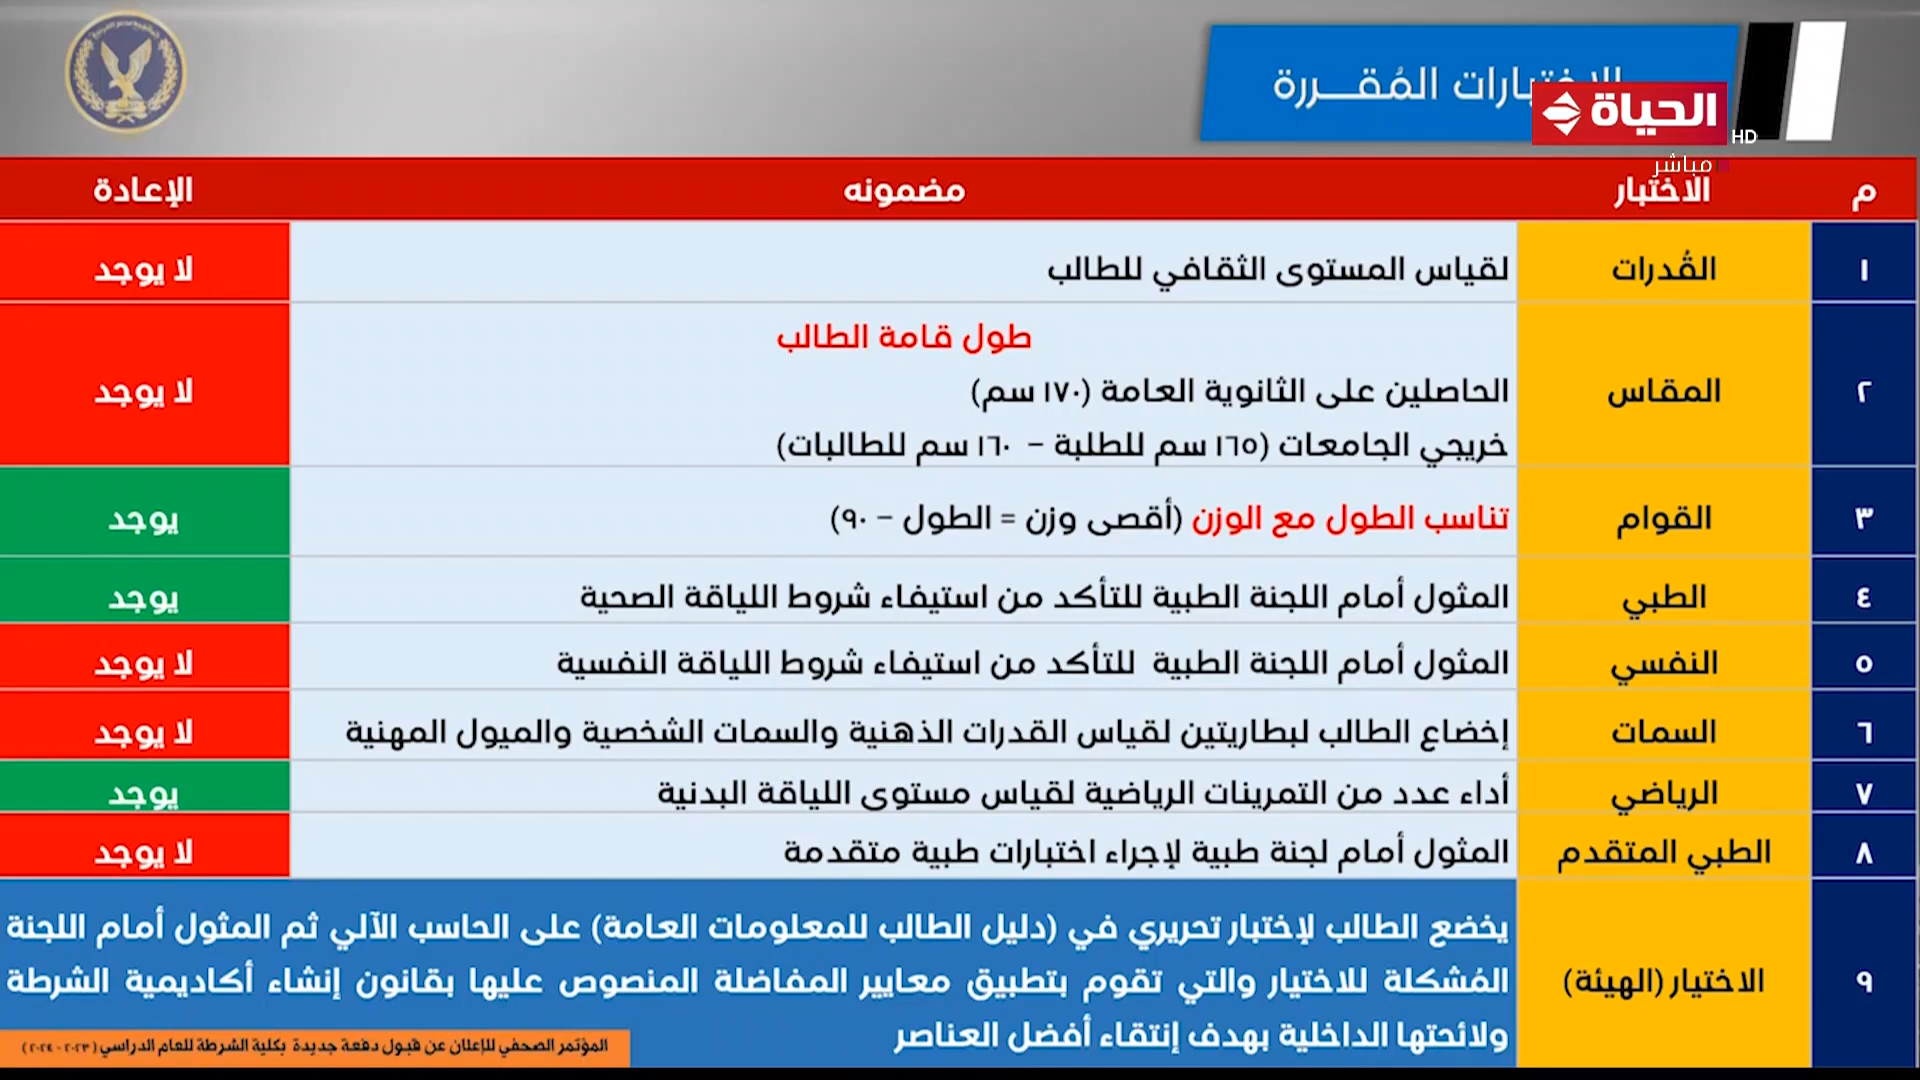 المُقـــررة
الحياة
HD
مباشر
م الاختبار مضمونه الإعادة
١ القُدرات لقياس المستوى الثقافي للطالب لا يوجد
طول قامة الطالب
٢ المقاس الحاصلين على الثانوية العامة (١٧٠ سم) لا يوجد
خريجي الجامعات (١٦٥ سم للطلبة – ١٦٠ سم للطالبات)
٣ القوام تناسب الطول مع الوزن (أقصى وزن = الطول – ٩٠) يوجد
٤ الطبي المثول أمام اللجنة الطبية للتأكد من استيفاء شروط اللياقة الصحية يوجد
٥ النفسي المثول أمام اللجنة الطبية للتأكد من استيفاء شروط اللياقة النفسية لا يوجد
٦ السمات إخضاع الطالب لبطاريتين لقياس القدرات الذهنية والسمات الشخصية والميول المهنية لا يوجد
٧ الرياضي أداء عدد من التمرينات الرياضية لقياس مستوى اللياقة البدنية يوجد
٨ الطبي المتقدم المثول أمام لجنة طبية لإجراء اختبارات طبية متقدمة لا يوجد
يخضع الطالب لإختبار تحريري في (دليل الطالب للمعلومات العامة) على الحاسب الآلي ثم المثول أمام اللجنة
٩ الاختيار (الهيئة) المُشكلة للاختيار والتي تقوم بتطبيق معايير المفاضلة المنصوص عليها بقانون إنشاء أكاديمية الشرطة
ولائحتها الداخلية بهدف إنتقاء أفضل العناصر
المؤتمر الصحفي للإعلان عن قبول دفعة جديدة بكلية الشرطة للعام الدراسي (٢٠٢٣ - ٢٠٢٤)